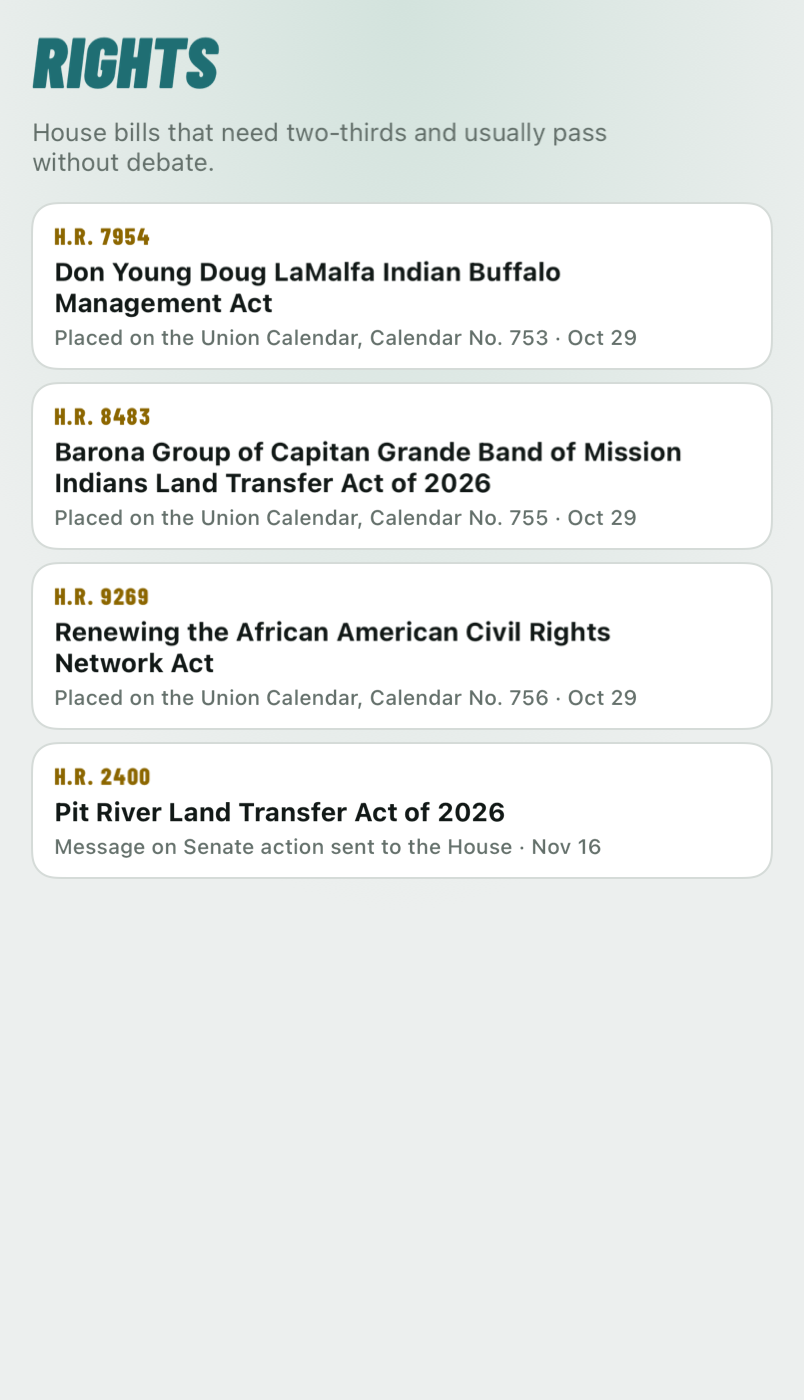 RIGHTS
House bills that need two-thirds and usually pass
without debate.
H.R. 7954
Don Young Doug LaMalfa Indian Buffalo
Management Act
Placed on the Union Calendar, Calendar No. 753 · Oct 29
H.R. 8483
Barona Group of Capitan Grande Band of Mission
Indians Land Transfer Act of 2026
Placed on the Union Calendar, Calendar No. 755 · Oct 29
H.R. 9269
Renewing the African American Civil Rights
Network Act
Placed on the Union Calendar, Calendar No. 756 · Oct 29
H.R. 2400
Pit River Land Transfer Act of 2026
Message on Senate action sent to the House · Nov 16